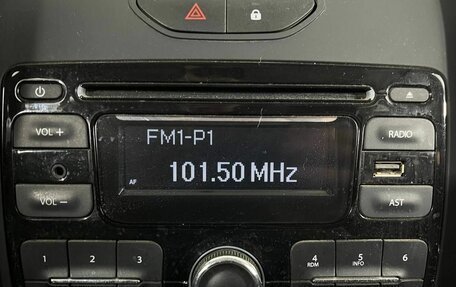 VOL +
FM1-P1
RADIO
101.50 MHz
AF
VOL −
AST
1
2
3
4
RDM
5
INFO
6